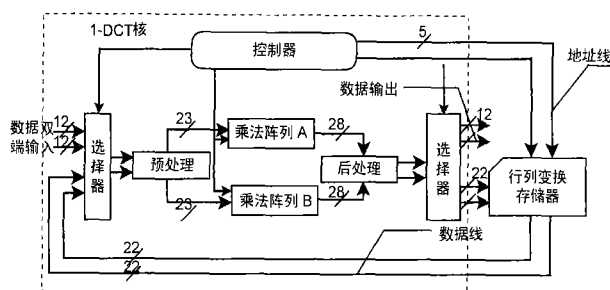 1-DCT核
控制器
5
地址线
数据输出
数据双
端输入
12
12
选择器
预处理
23
23
乘法阵列 A
乘法阵列 B
28
28
后处理
选择器
12
22
行列变换
存储器
数据线
22
22